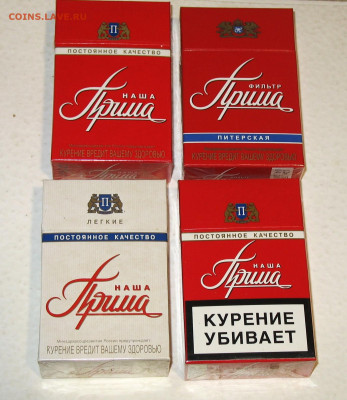 COINS.LAVE.RU
П
ПОСТОЯННОЕ КАЧЕСТВО
НАША
Прима
КУРЕНИЕ ВРЕДИТ ВАШЕМУ ЗДОРОВЬЮ
ФИЛЬТР
Прима
ПИТЕРСКАЯ
КУРЕНИЕ ВРЕДИТ ВАШЕМУ ЗДОРОВЬЮ
П
ЛЕГКИЕ
ПОСТОЯННОЕ КАЧЕСТВО
НАША
Прима
КУРЕНИЕ ВРЕДИТ ВАШЕМУ ЗДОРОВЬЮ
П
ПОСТОЯННОЕ КАЧЕСТВО
НАША
Прима
КУРЕНИЕ
УБИВАЕТ